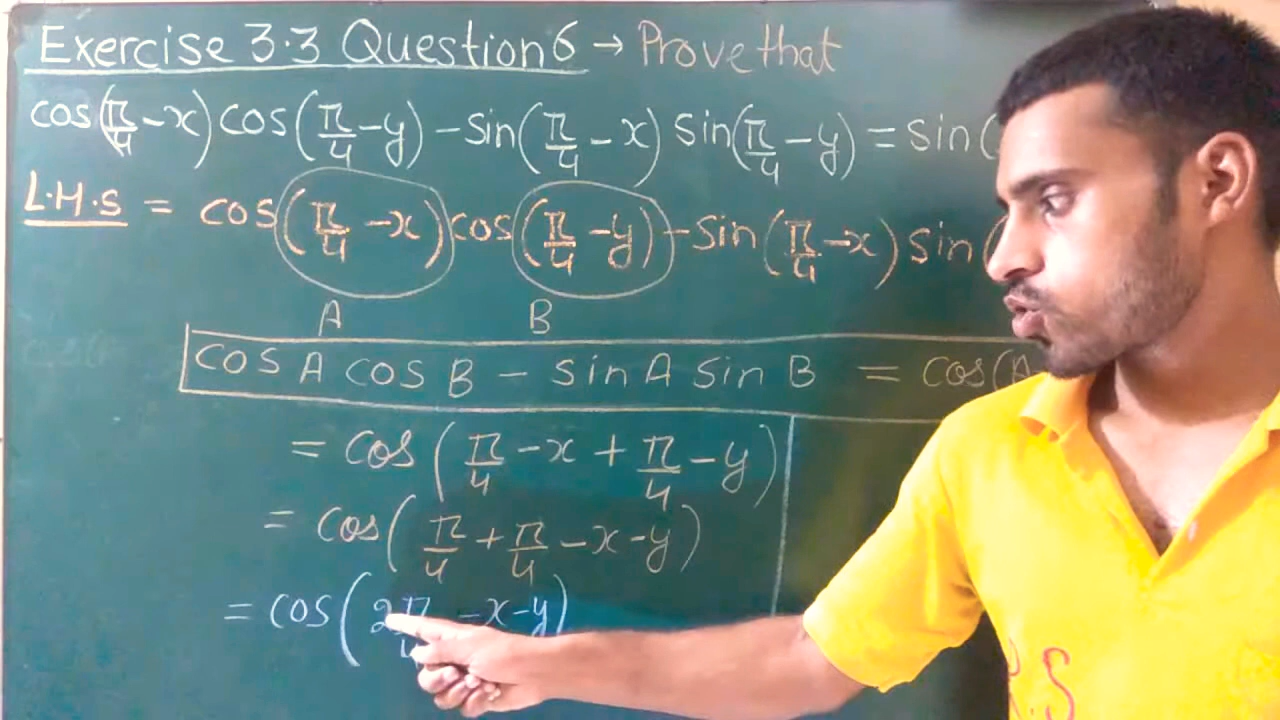 Exercise 3.3 Question 6 → Prove that
cos(π/4 - x) cos(π/4 - y) - sin(π/4 - x) sin(π/4 - y) = sin(
L.H.S = cos(π/4 - x) cos(π/4 - y) - sin(π/4 - x) sin(
A B
cos A cos B - sin A sin B = cos(A
= cos(π/4 - x + π/4 - y)
= cos(π/4 + π/4 - x - y)
= cos(2π/4 - x - y)
R.S